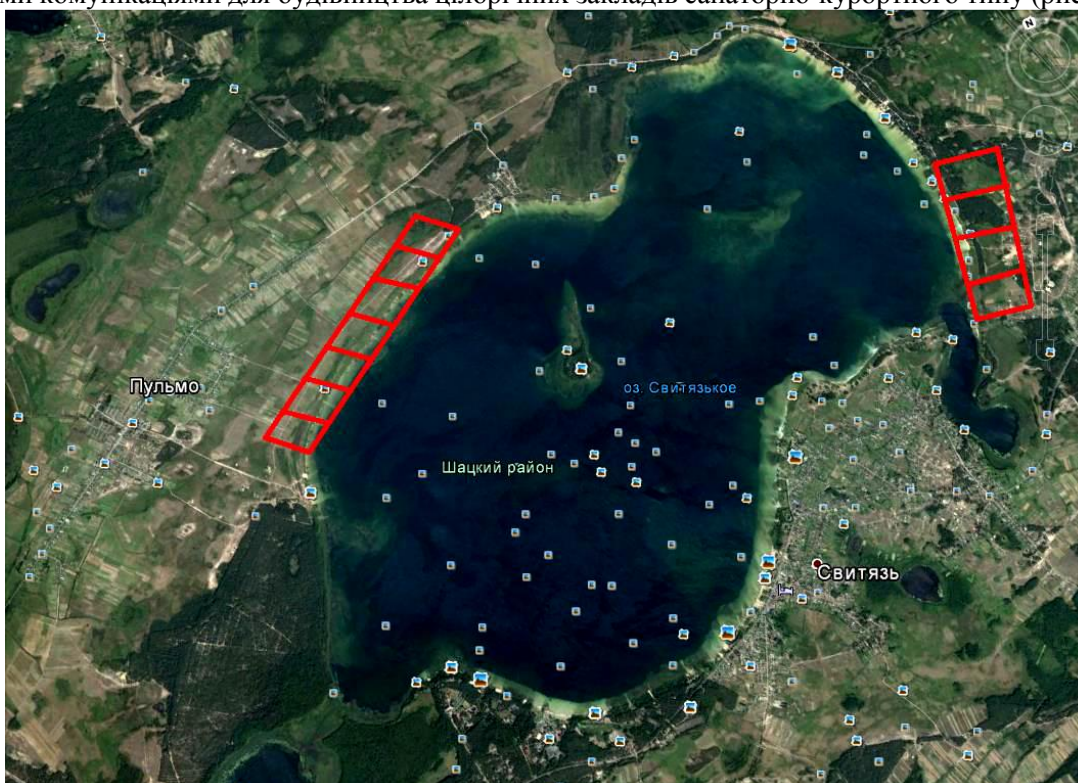 ми комунікаціями для будівництва цілорічних закладів санаторно-курортного типу (рис
N
Пульмо
оз. Свитязькое
Шацкий район
Свитязь